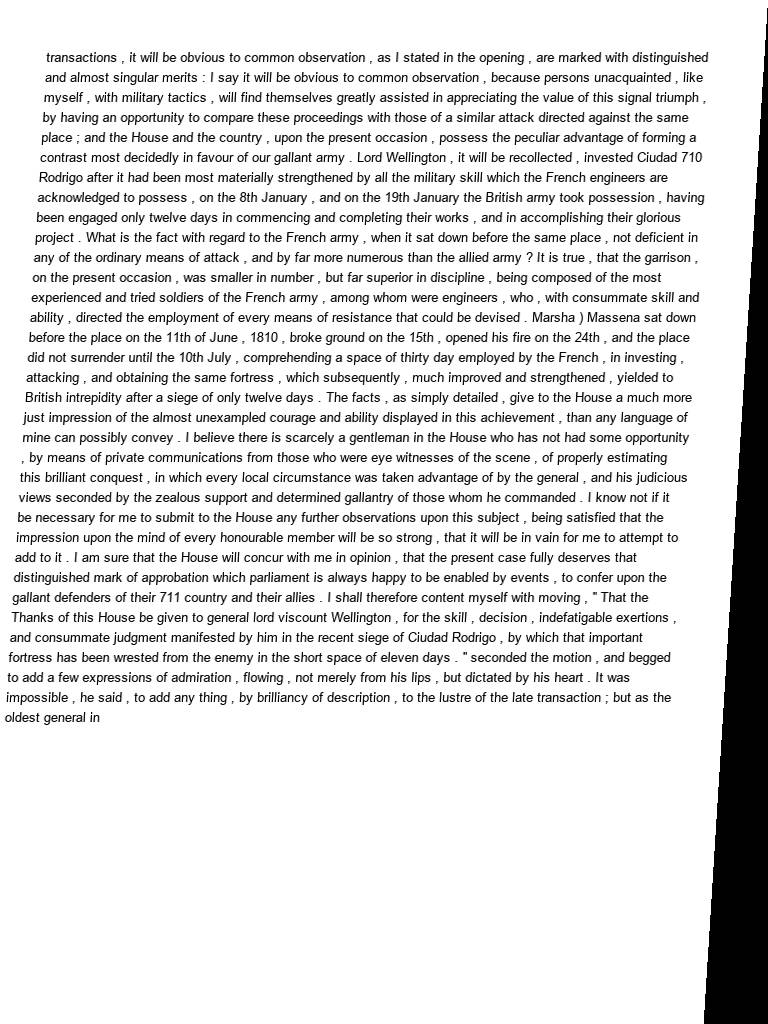 transactions , it will be obvious to common observation , as I stated in the opening , are marked with distinguished
and almost singular merits : I say it will be obvious to common observation , because persons unacquainted , like
myself , with military tactics , will find themselves greatly assisted in appreciating the value of this signal triumph ,
by having an opportunity to compare these proceedings with those of a similar attack directed against the same
place ; and the House and the country , upon the present occasion , possess the peculiar advantage of forming a
contrast most decidedly in favour of our gallant army . Lord Wellington , it will be recollected , invested Ciudad 710
Rodrigo after it had been most materially strengthened by all the military skill which the French engineers are
acknowledged to possess , on the 8th January , and on the 19th January the British army took possession , having
been engaged only twelve days in commencing and completing their works , and in accomplishing their glorious
project . What is the fact with regard to the French army , when it sat down before the same place , not deficient in
any of the ordinary means of attack , and by far more numerous than the allied army ? It is true , that the garrison ,
on the present occasion , was smaller in number , but far superior in discipline , being composed of the most
experienced and tried soldiers of the French army , among whom were engineers , who , with consummate skill and
ability , directed the employment of every means of resistance that could be devised . Marsha ) Massena sat down
before the place on the 11th of June , 1810 , broke ground on the 15th , opened his fire on the 24th , and the place
did not surrender until the 10th July , comprehending a space of thirty day employed by the French , in investing ,
attacking , and obtaining the same fortress , which subsequently , much improved and strengthened , yielded to
British intrepidity after a siege of only twelve days . The facts , as simply detailed , give to the House a much more
just impression of the almost unexampled courage and ability displayed in this achievement , than any language of
mine can possibly convey . I believe there is scarcely a gentleman in the House who has not had some opportunity
, by means of private communications from those who were eye witnesses of the scene , of properly estimating
this brilliant conquest , in which every local circumstance was taken advantage of by the general , and his judicious
views seconded by the zealous support and determined gallantry of those whom he commanded . I know not if it
be necessary for me to submit to the House any further observations upon this subject , being satisfied that the
impression upon the mind of every honourable member will be so strong , that it will be in vain for me to attempt to
add to it . I am sure that the House will concur with me in opinion , that the present case fully deserves that
distinguished mark of approbation which parliament is always happy to be enabled by events , to confer upon the
gallant defenders of their 711 country and their allies . I shall therefore content myself with moving , " That the
Thanks of this House be given to general lord viscount Wellington , for the skill , decision , indefatigable exertions ,
and consummate judgment manifested by him in the recent siege of Ciudad Rodrigo , by which that important
fortress has been wrested from the enemy in the short space of eleven days . " seconded the motion , and begged
to add a few expressions of admiration , flowing , not merely from his lips , but dictated by his heart . It was
impossible , he said , to add any thing , by brilliancy of description , to the lustre of the late transaction ; but as the
oldest general in